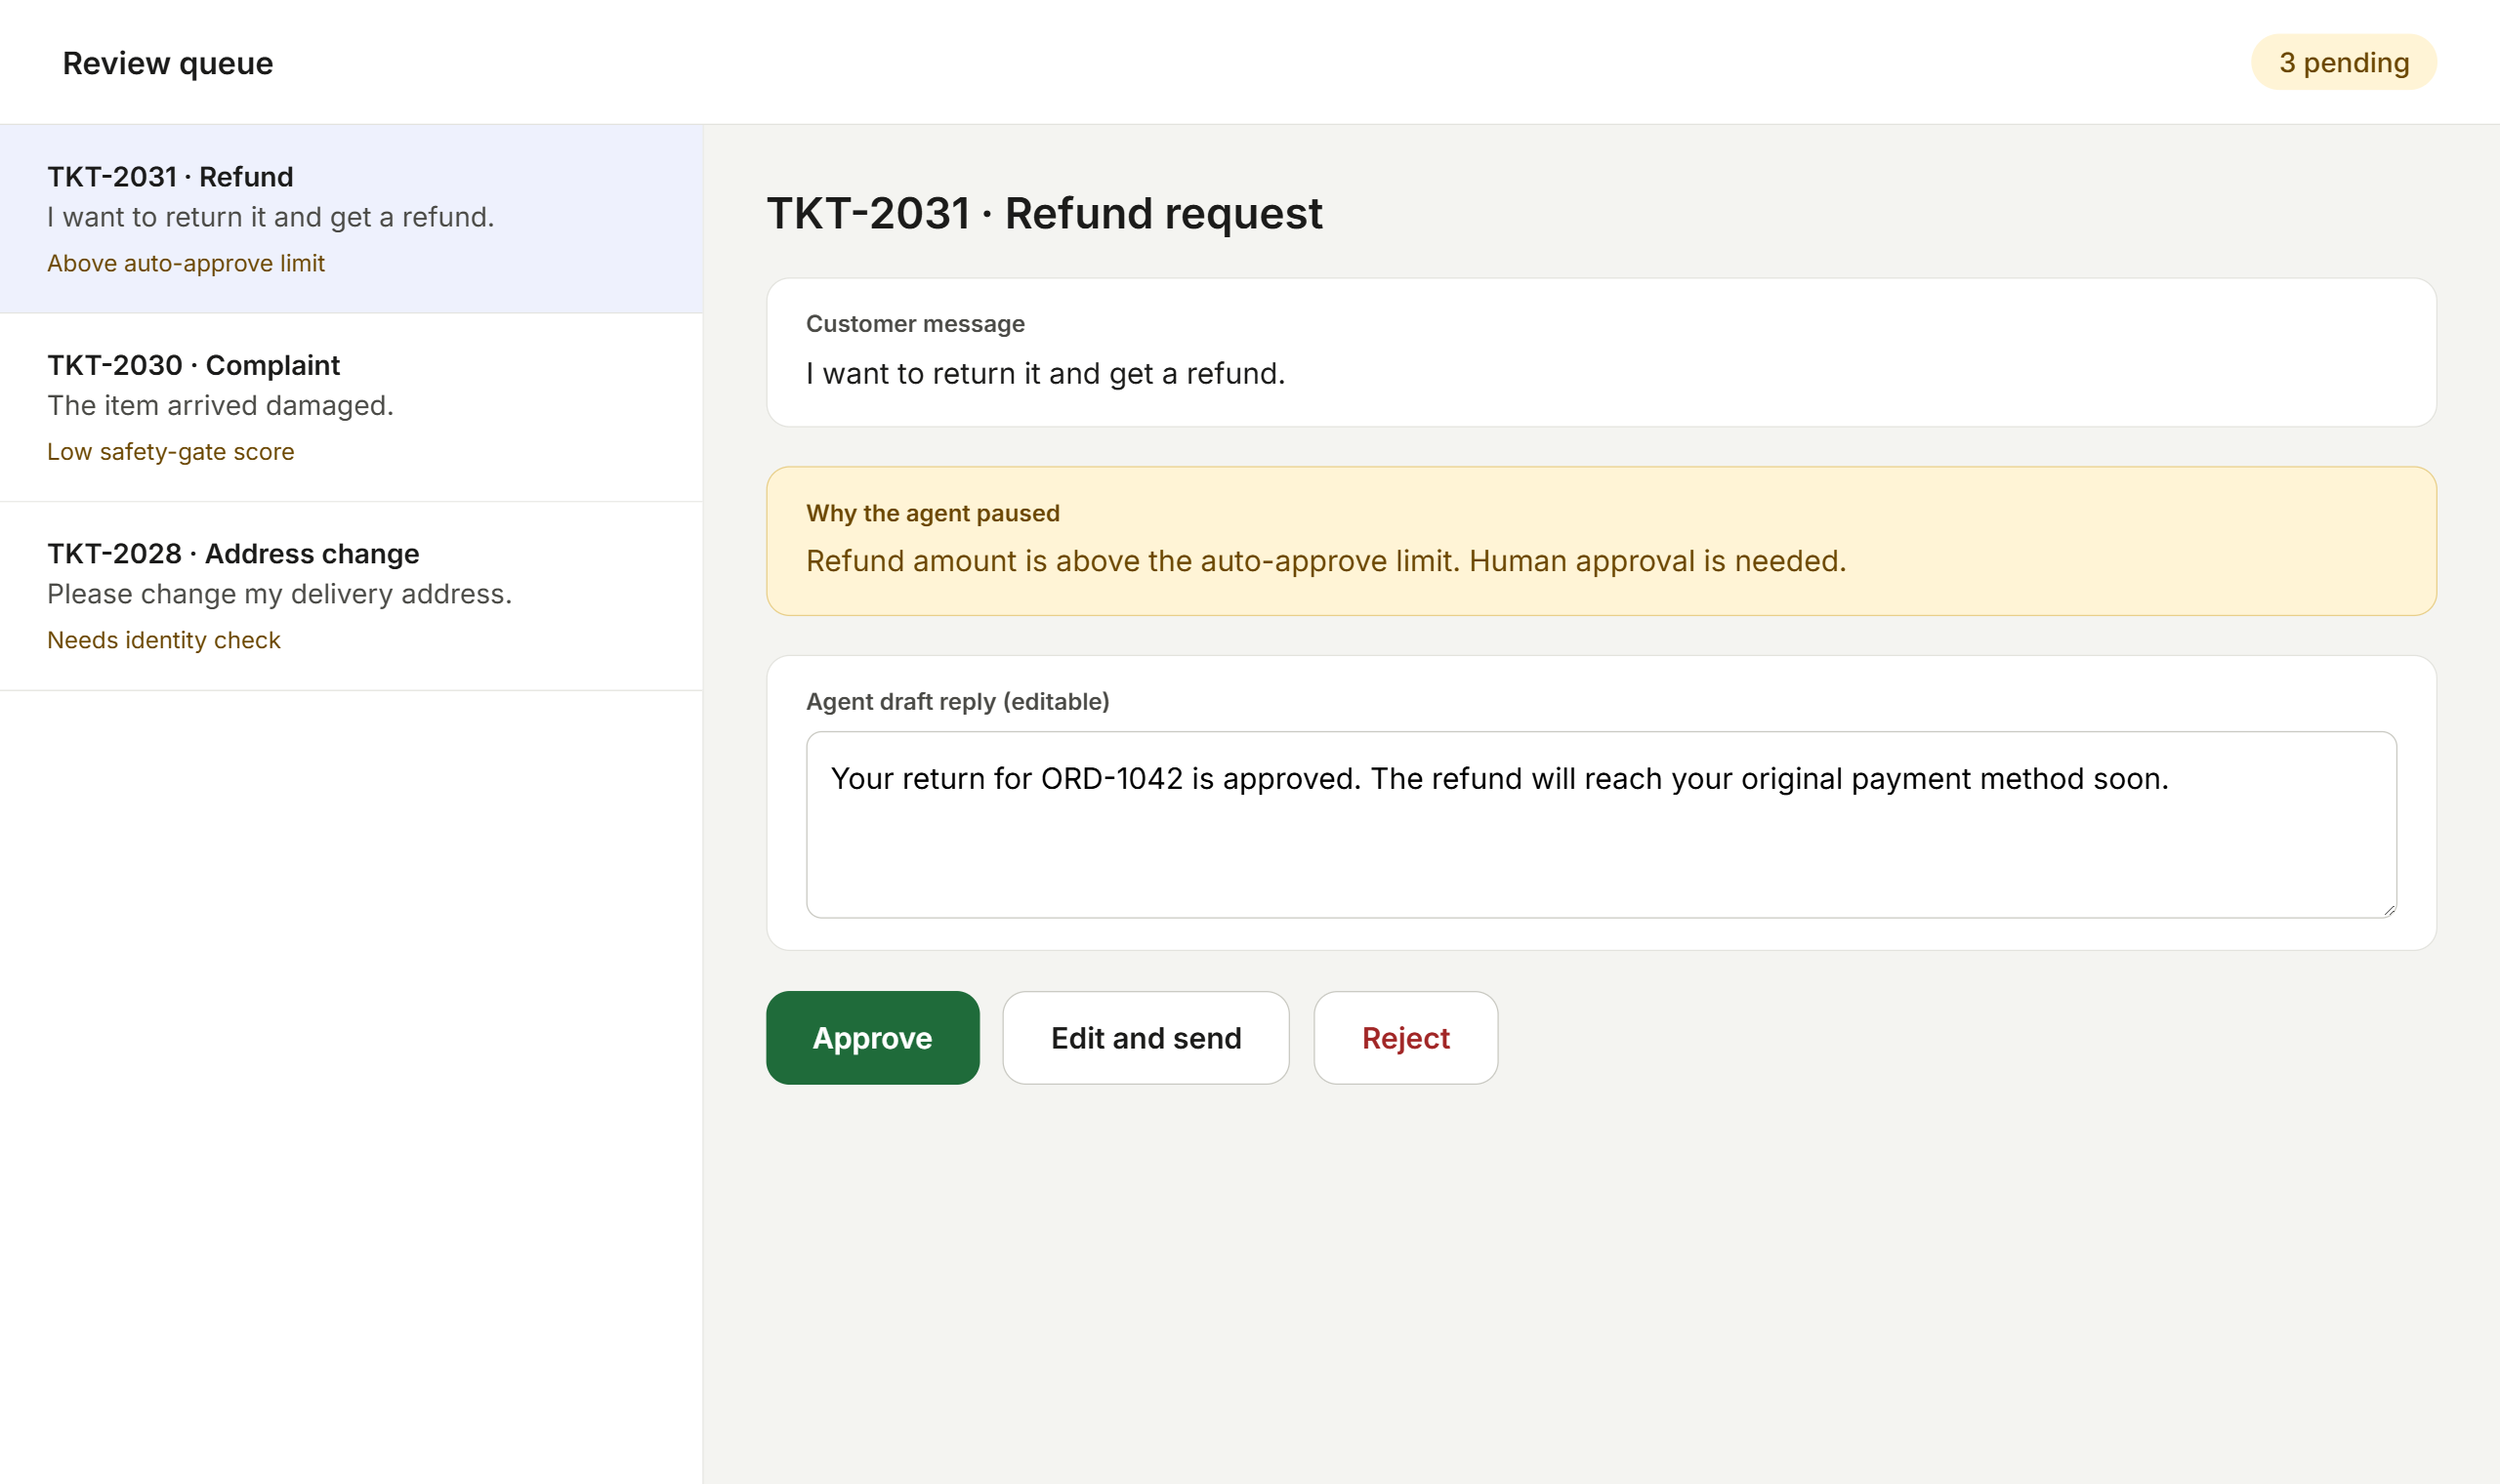 Review queue
3 pending
TKT-2031 · Refund
I want to return it and get a refund.
Above auto-approve limit
TKT-2030 · Complaint
The item arrived damaged.
Low safety-gate score
TKT-2028 · Address change
Please change my delivery address.
Needs identity check
TKT-2031 · Refund request
Customer message
I want to return it and get a refund.
Why the agent paused
Refund amount is above the auto-approve limit. Human approval is needed.
Agent draft reply (editable)
Your return for ORD-1042 is approved. The refund will reach your original payment method soon.
Approve
Edit and send
Reject